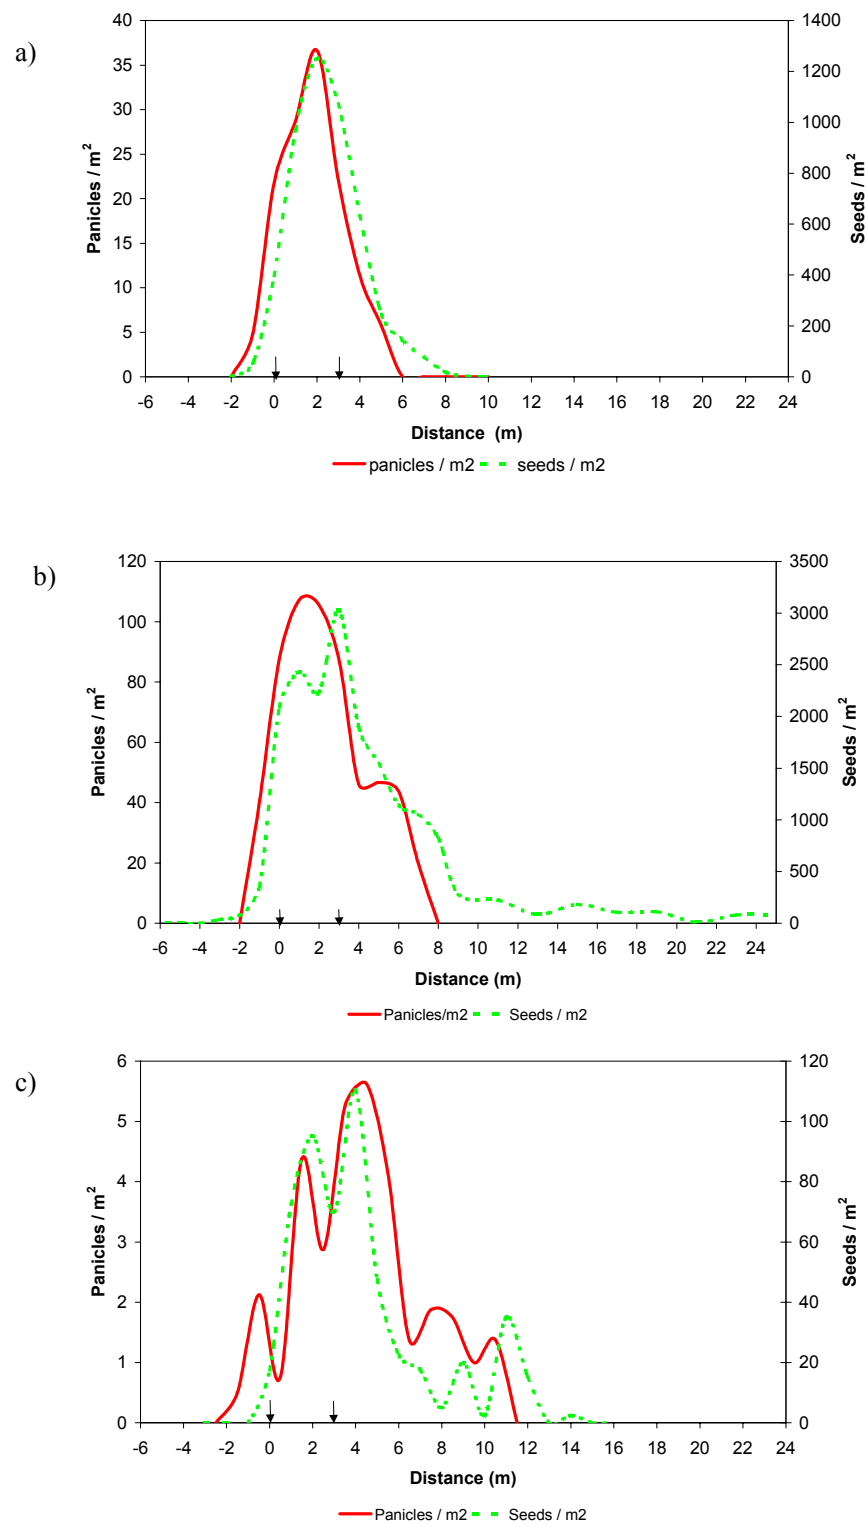 a)
Panicles / m²
40
35
30
25
20
15
10
5
0
1400
1200
1000
800
600
400
200
0
Seeds / m²
-6 -4 -2 0 2 4 6 8 10 12 14 16 18 20 22 24
Distance (m)
panicles / m2 seeds / m2
b)
Panicles / m²
120
100
80
60
40
20
0
3500
3000
2500
2000
1500
1000
500
0
Seeds / m²
-6 -4 -2 0 2 4 6 8 10 12 14 16 18 20 22 24
Distance (m)
Panicles/m2 Seeds / m2
c)
Panicles / m²
6
5
4
3
2
1
0
120
100
80
60
40
20
0
Seeds / m²
-6 -4 -2 0 2 4 6 8 10 12 14 16 18 20 22 24
Distance (m)
Panicles / m2 Seeds / m2